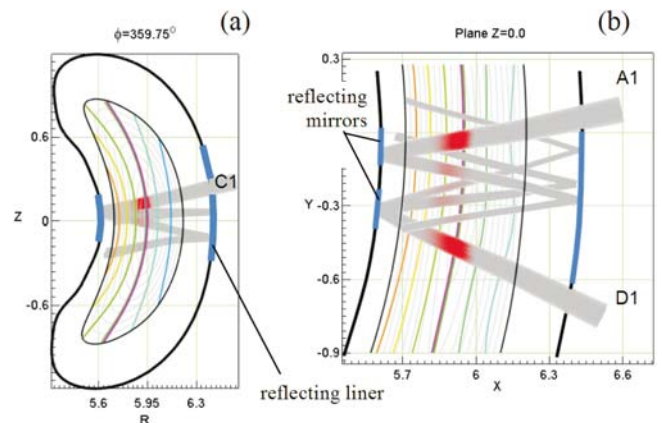 (a)
ϕ=359.75⁰
0.6
Z
0
-0.6
C1
5.6 5.95 6.3
R
(b)
Plane Z=0.0
0.3
Y
-0.3
-0.6
-0.9
A1
D1
5.7 6 6.3 6.6
X
reflecting
mirrors
reflecting liner